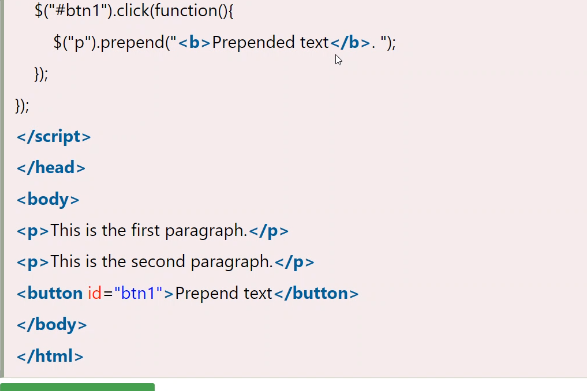 $("#btn1").click(function(){
$("p").prepend("<b>Prepended text</b>. ");
});
});
</script>
</head>
<body>
<p>This is the first paragraph.</p>
<p>This is the second paragraph.</p>
<button id="btn1">Prepend text</button>
</body>
</html>